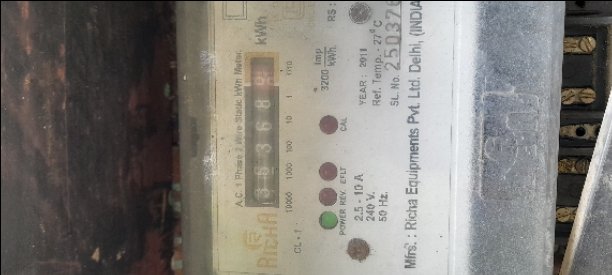 A.C. 1 Phase 2 Wire Static kWh Meter
RICHA
kWh
10000 1000 100 10 1 1/10
CL - 1
3200 Imp
kWh.
POWER REV. E/LT CAL
2.5 - 10 A
240 V.
50 Hz.
YEAR : 2011
Ref. Temp. - 27°C
SL. No.
RS :
Mfrs. : Richa Equipments Pvt. Ltd. Delhi, (INDIA